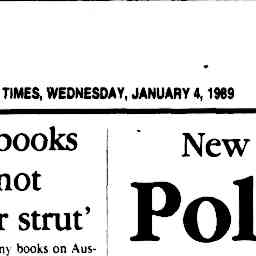 TIMES, WEDNESDAY, JANUARY 4, 1989
books
not
r strut’
ny books on Aus-
New
Pol